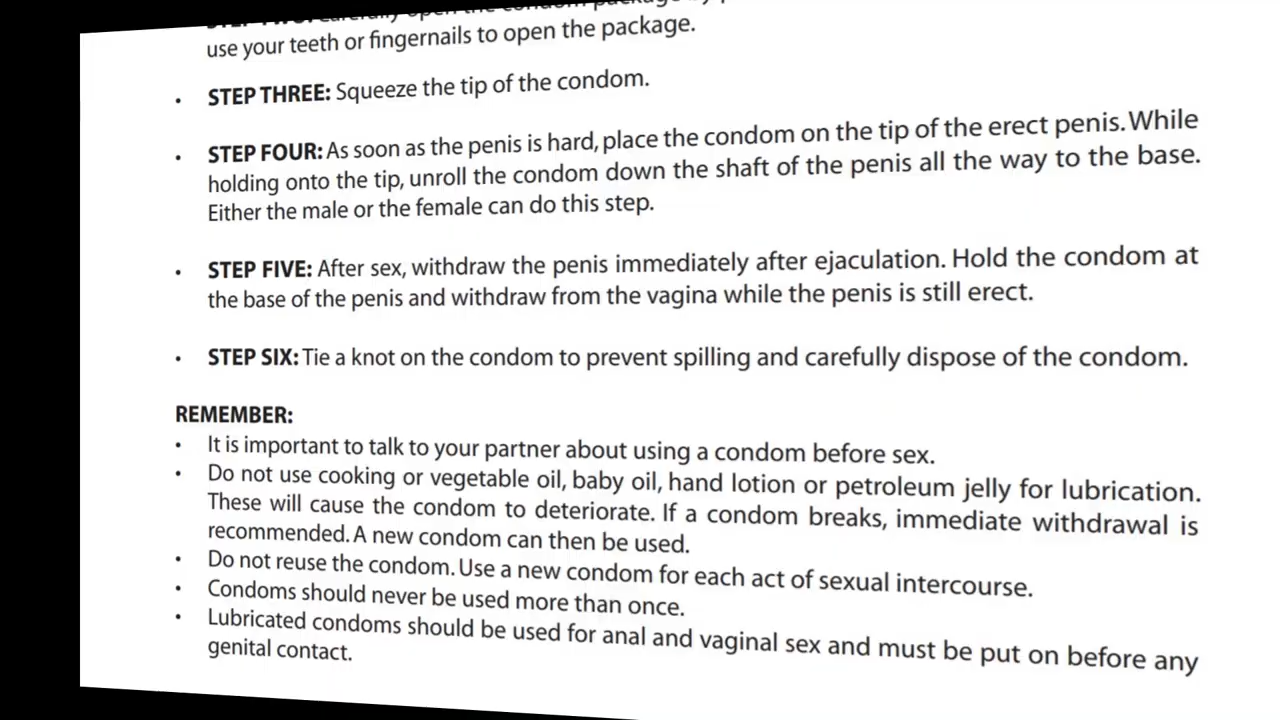 STEP TWO: Carefully open the condom package by
use your teeth or fingernails to open the package.
• STEP THREE: Squeeze the tip of the condom.
• STEP FOUR: As soon as the penis is hard, place the condom on the tip of the erect penis. While
holding onto the tip, unroll the condom down the shaft of the penis all the way to the base.
Either the male or the female can do this step.
• STEP FIVE: After sex, withdraw the penis immediately after ejaculation. Hold the condom at
the base of the penis and withdraw from the vagina while the penis is still erect.
• STEP SIX: Tie a knot on the condom to prevent spilling and carefully dispose of the condom.
REMEMBER:
• It is important to talk to your partner about using a condom before sex.
• Do not use cooking or vegetable oil, baby oil, hand lotion or petroleum jelly for lubrication.
These will cause the condom to deteriorate. If a condom breaks, immediate withdrawal is
recommended. A new condom can then be used.
• Do not reuse the condom. Use a new condom for each act of sexual intercourse.
• Condoms should never be used more than once.
• Lubricated condoms should be used for anal and vaginal sex and must be put on before any
genital contact.